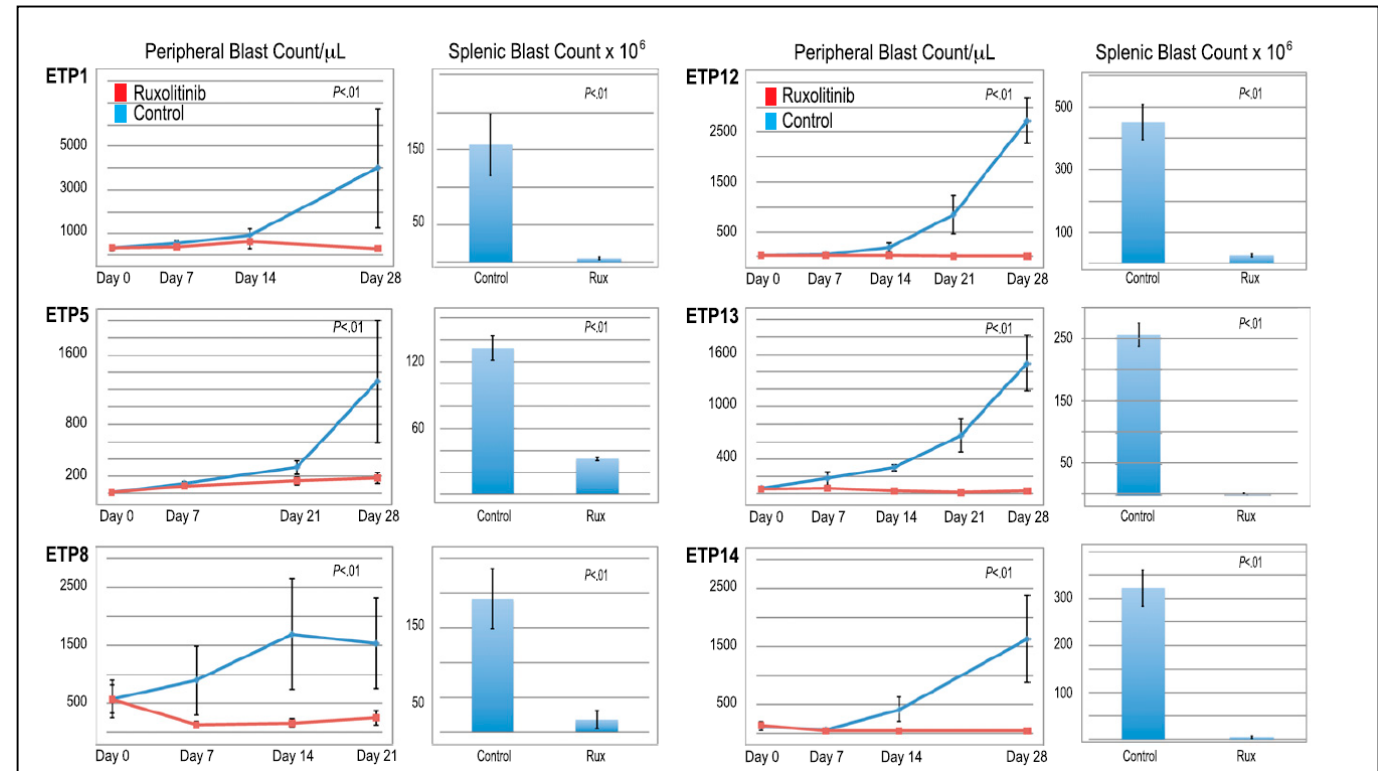 Peripheral Blast Count/μL
Splenic Blast Count x 10⁶
Peripheral Blast Count/μL
Splenic Blast Count x 10⁶
ETP1
Ruxolitinib
Control
P<.01
5000
3000
1000
Day 0 Day 7 Day 14 Day 28
P<.01
150
50
Control Rux
ETP12
Ruxolitinib
Control
P<.01
2500
1500
500
Day 0 Day 7 Day 14 Day 21 Day 28
P<.01
500
300
100
Control Rux
ETP5
P<.01
1600
800
200
Day 0 Day 7 Day 21 Day 28
P<.01
120
60
Control Rux
ETP13
P<.01
1600
1000
400
Day 0 Day 7 Day 14 Day 21 Day 28
P<.01
250
150
50
Control Rux
ETP8
P<.01
2500
1500
500
Day 0 Day 7 Day 14 Day 21
P<.01
150
50
Control Rux
ETP14
P<.01
2500
1500
500
Day 0 Day 7 Day 14 Day 28
P<.01
300
200
100
Control Rux